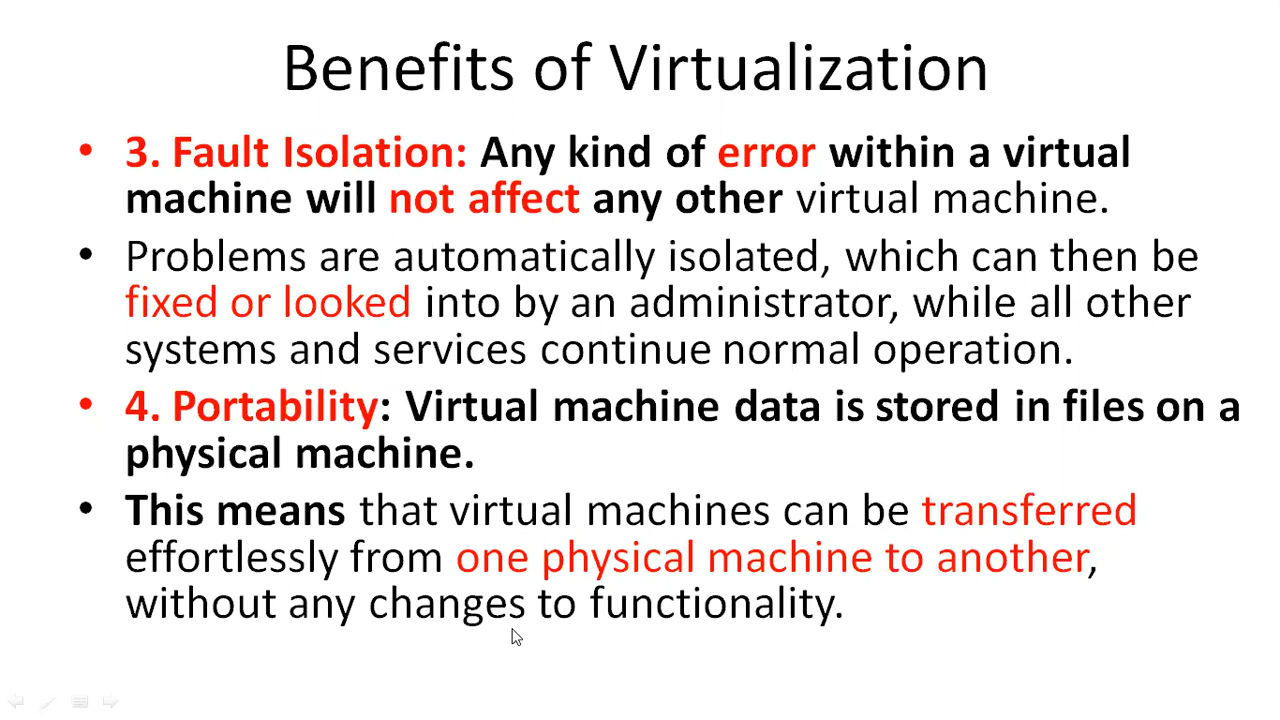 Benefits of Virtualization
• 3. Fault Isolation: Any kind of error within a virtual
machine will not affect any other virtual machine.
• Problems are automatically isolated, which can then be
fixed or looked into by an administrator, while all other
systems and services continue normal operation.
• 4. Portability: Virtual machine data is stored in files on a
physical machine.
• This means that virtual machines can be transferred
effortlessly from one physical machine to another,
without any changes to functionality.